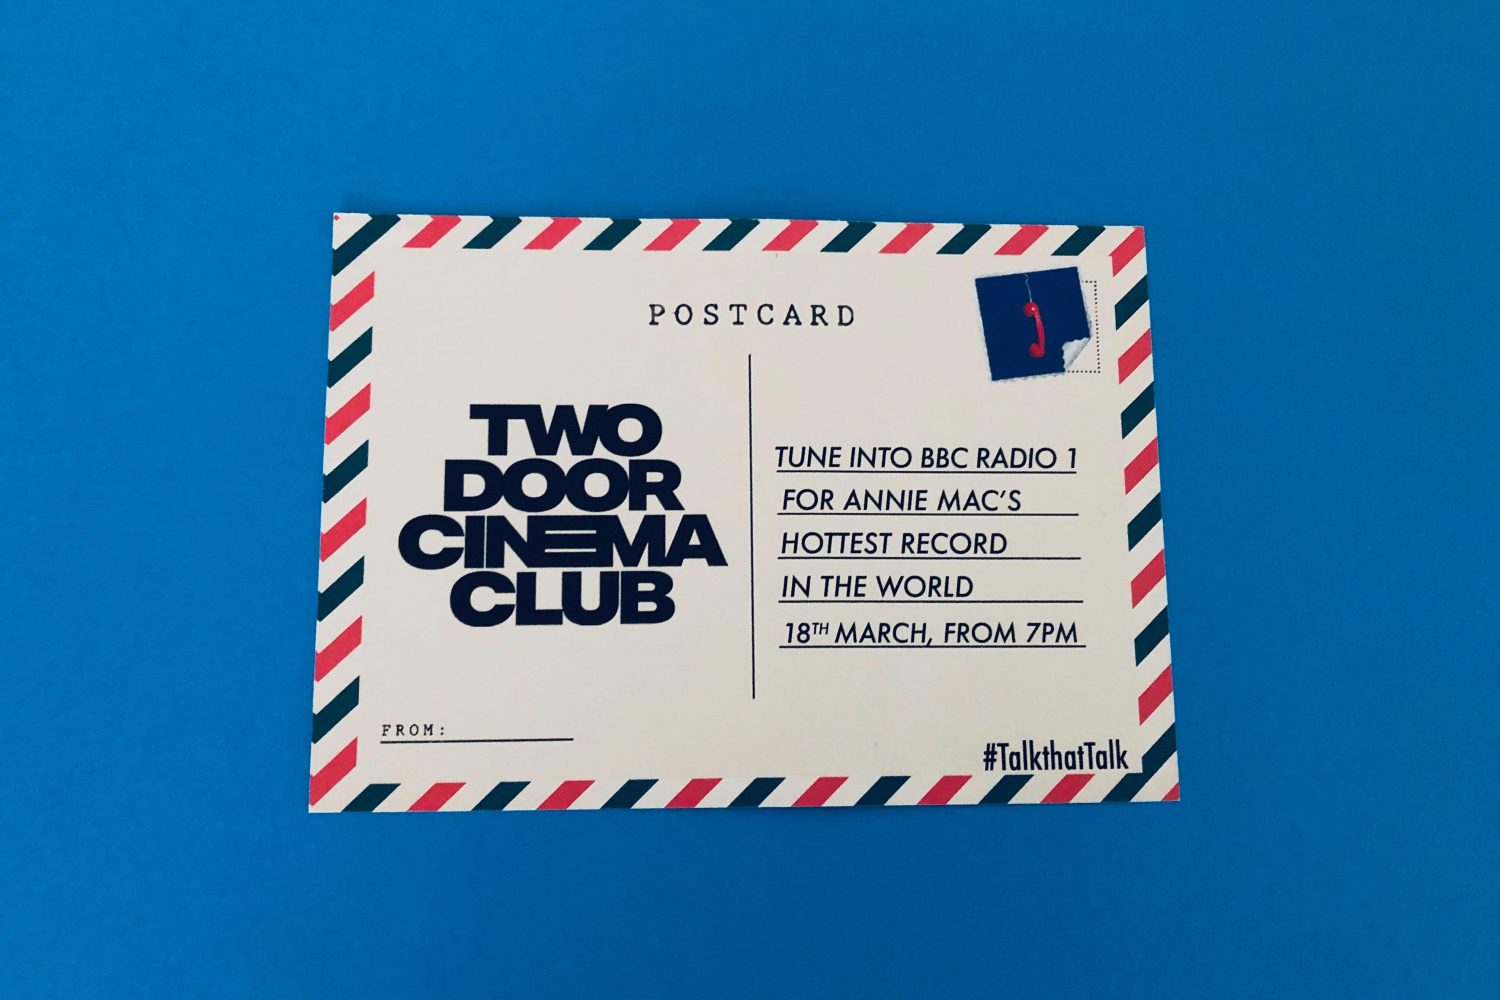 POSTCARD
TWO
DOOR
CINEMA
CLUB
TUNE INTO BBC RADIO 1
FOR ANNIE MAC'S
HOTTEST RECORD
IN THE WORLD
18TH MARCH, FROM 7PM
FROM:
#TalkthatTalk